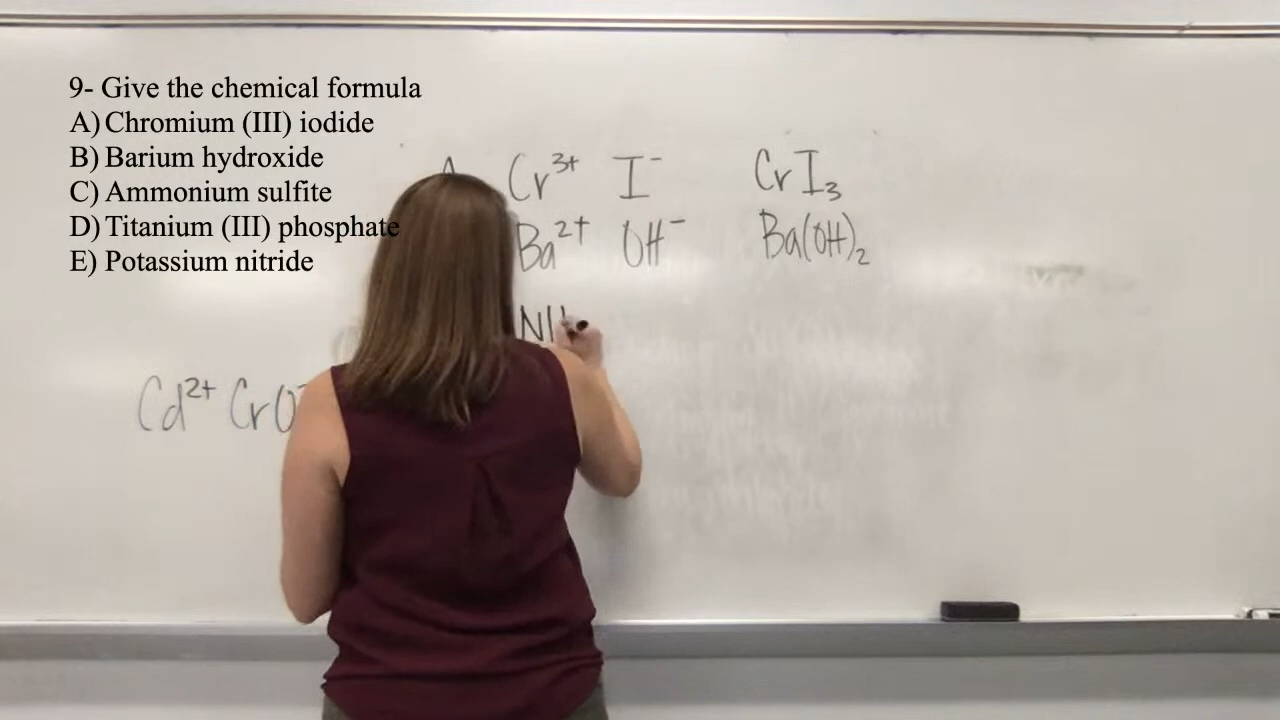 9- Give the chemical formula
A) Chromium (III) iodide
B) Barium hydroxide
C) Ammonium sulfite
D) Titanium (III) phosphate
E) Potassium nitride
Cr³⁺ I⁻ CrI₃
Ba²⁺ OH⁻ Ba(OH)₂
Cd²⁺ CrO